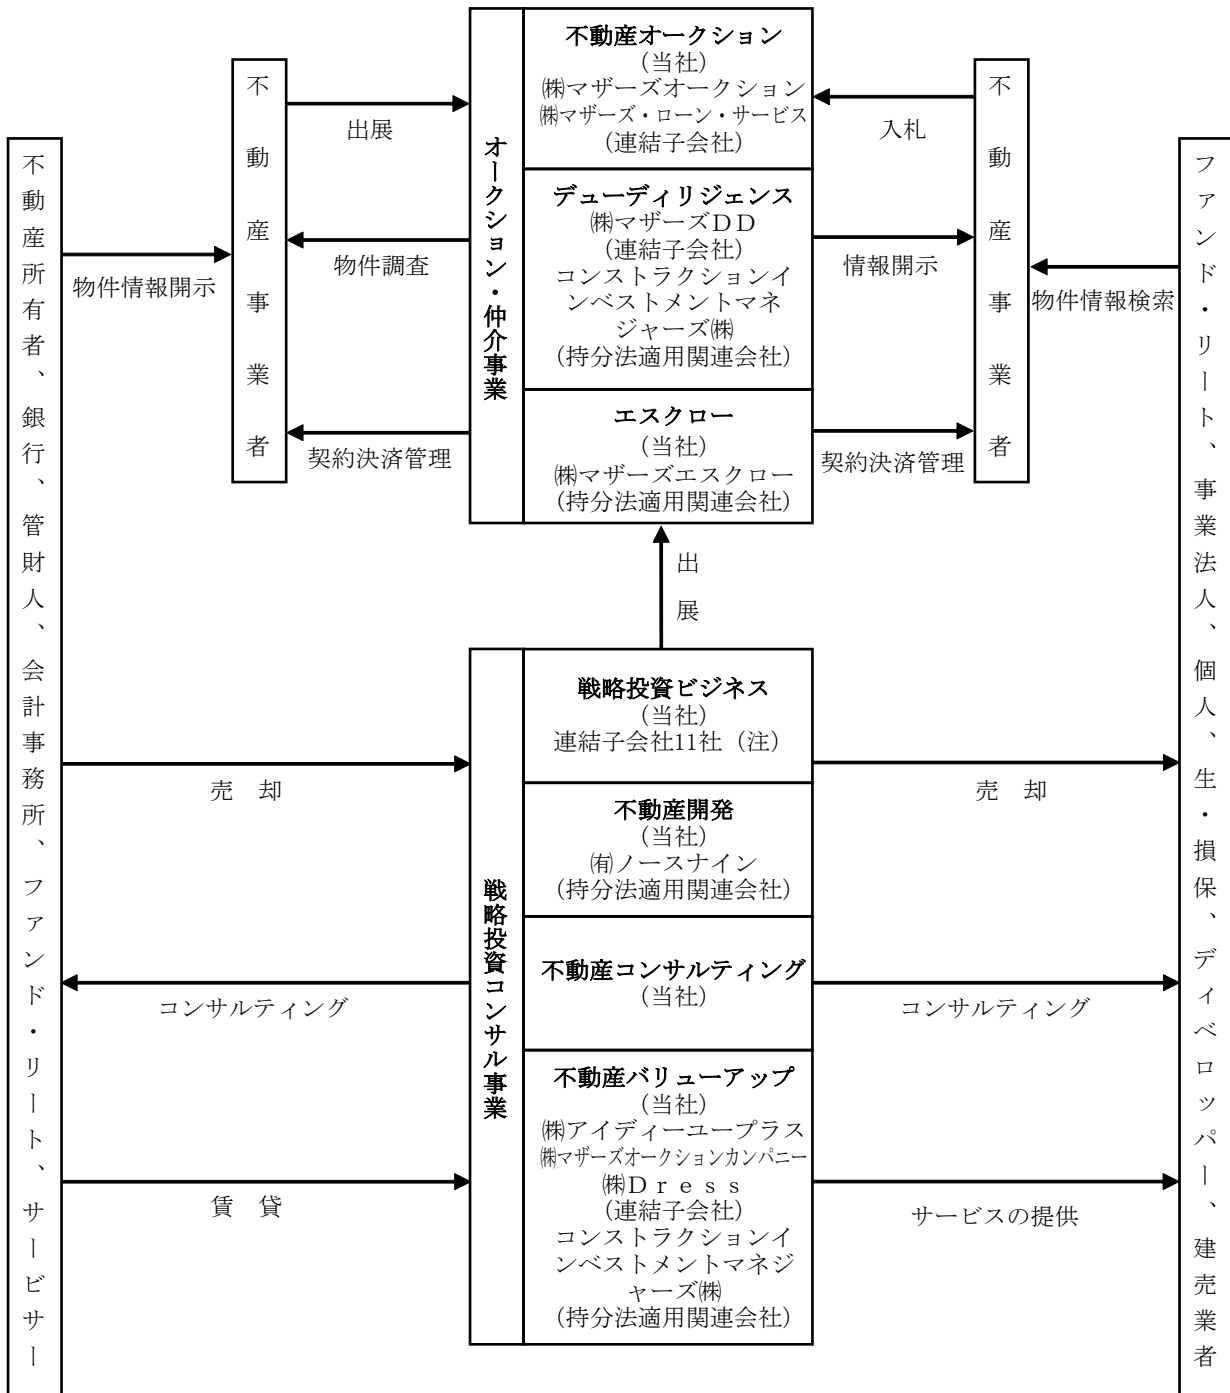 不動産オークション
（当社）
㈱マザーズオークション
㈱マザーズ・ローン・サービス
（連結子会社）
デューディリジェンス
㈱マザーズＤＤ
（連結子会社）
コンストラクションイ
ンベストメントマネ
ジャーズ㈱
（持分法適用関連会社）
エスクロー
（当社）
㈱マザーズエスクロー
（持分法適用関連会社）
オークション・仲介事業
不動産事業者
不動産事業者
出展
物件調査
契約決済管理
入札
情報開示
契約決済管理
物件情報開示
物件情報検索
不動産所有者、銀行、管財人、会計事務所、ファンド・リート、サービサー
ファンド・リート、事業法人、個人、生・損保、ディベロッパー、建売業者
出展
戦略投資コンサル事業
戦略投資ビジネス
（当社）
連結子会社11社（注）
不動産開発
（当社）
㈲ノースナイン
（持分法適用関連会社）
不動産コンサルティング
（当社）
不動産バリューアップ
（当社）
㈱アイディーユープラス
㈱マザーズオークションカンパニー
㈱Ｄｒｅｓｓ
（連結子会社）
コンストラクションイ
ンベストメントマネジ
ャーズ㈱
（持分法適用関連会社）
売　却
売　却
コンサルティング
コンサルティング
賃　貸
サービスの提供